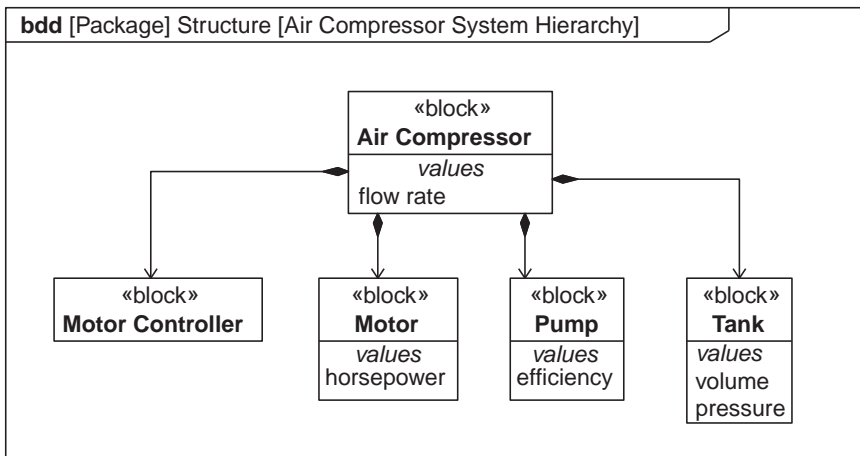 bdd [Package] Structure [Air Compressor System Hierarchy]
«block»
Air Compressor
values
flow rate
«block»
Motor Controller
«block»
Motor
values
horsepower
«block»
Pump
values
efficiency
«block»
Tank
values
volume
pressure